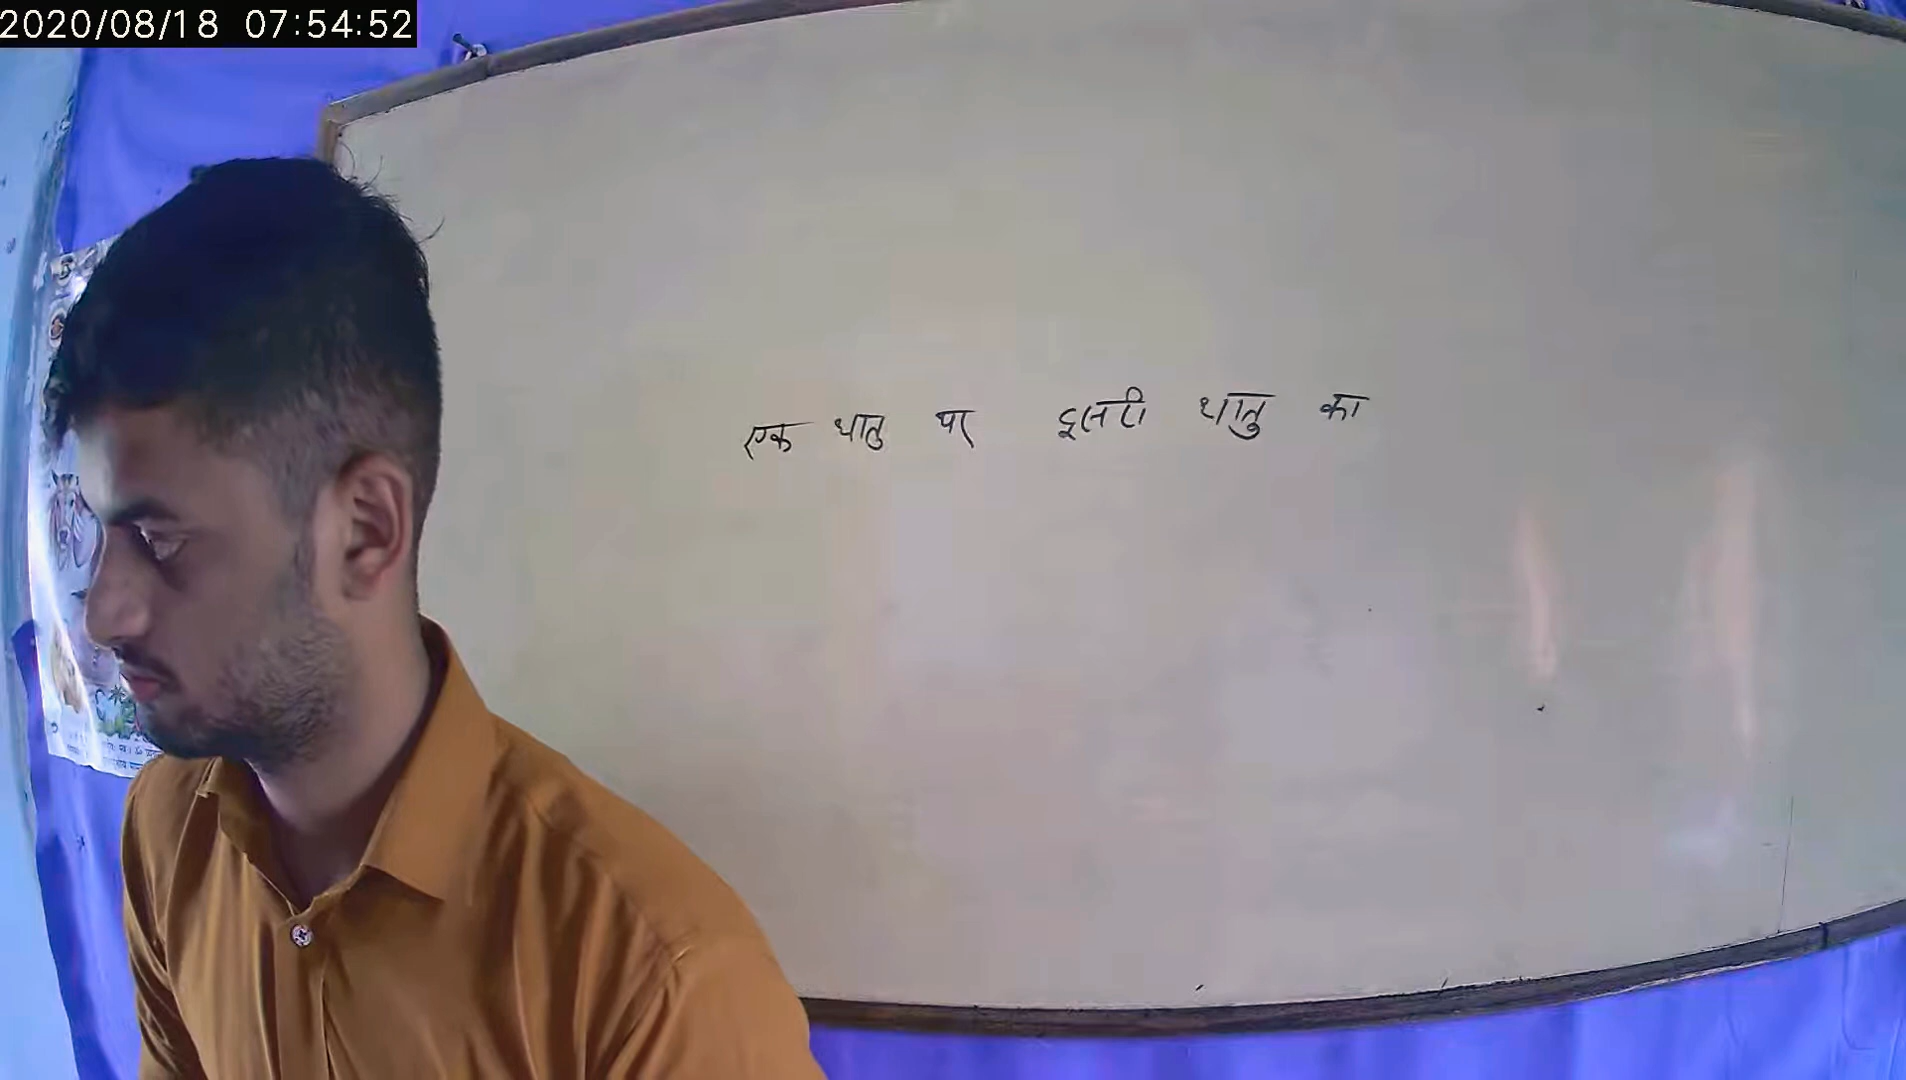 2020/08/18 07:54:52
एक धातु पर दूसरी धातु का